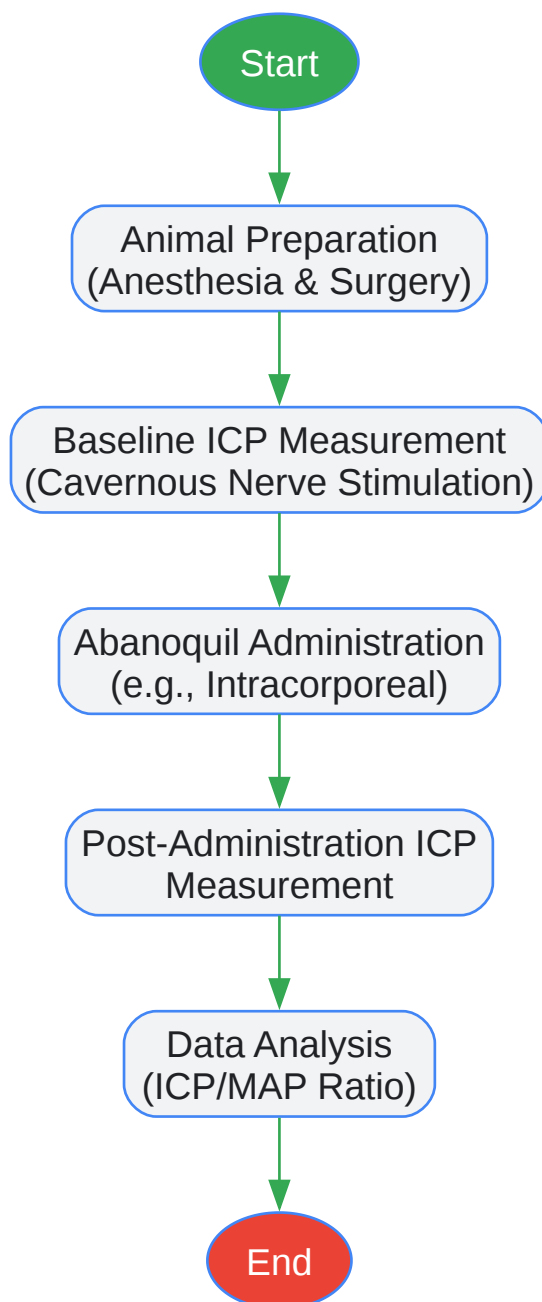 Start
Animal Preparation
(Anesthesia & Surgery)
Baseline ICP Measurement
(Cavernous Nerve Stimulation)
Abanoquil Administration
(e.g., Intracorporeal)
Post-Administration ICP
Measurement
Data Analysis
(ICP/MAP Ratio)
End